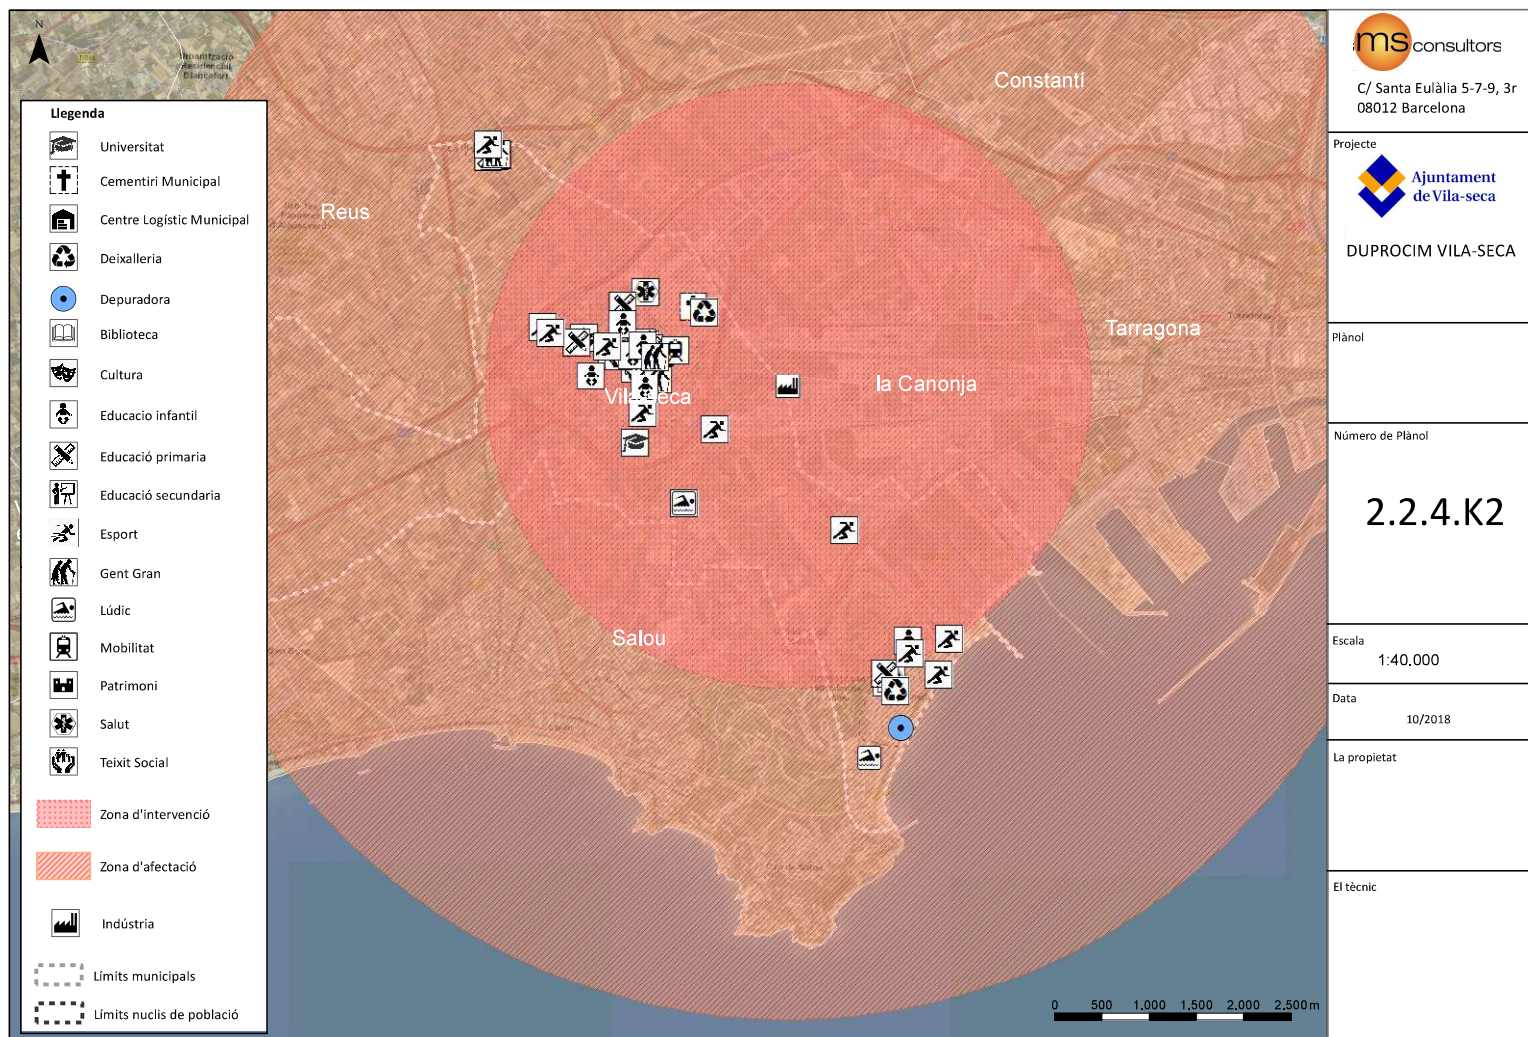 N
Constantí
Reus
Tarragona
la Canonja
Vila-seca
Salou
Llegenda
Universitat
Cementiri Municipal
Centre Logístic Municipal
Deixalleria
Depuradora
Biblioteca
Cultura
Educacio infantil
Educació primaria
Educació secundaria
Esport
Gent Gran
Lúdic
Mobilitat
Patrimoni
Salut
Teixit Social
Zona d'intervenció
Zona d'afectació
Indústria
Límits municipals
Límits nuclis de població
0 500 1.000 1.500 2.000 2.500 m
ms consultors
C/ Santa Eulàlia 5-7-9, 3r
08012 Barcelona
Projecte
Ajuntament
de Vila-seca
DUPROCIM VILA-SECA
Plànol
Número de Plànol
2.2.4.K2
Escala
1:40.000
Data
10/2018
La propietat
El tècnic